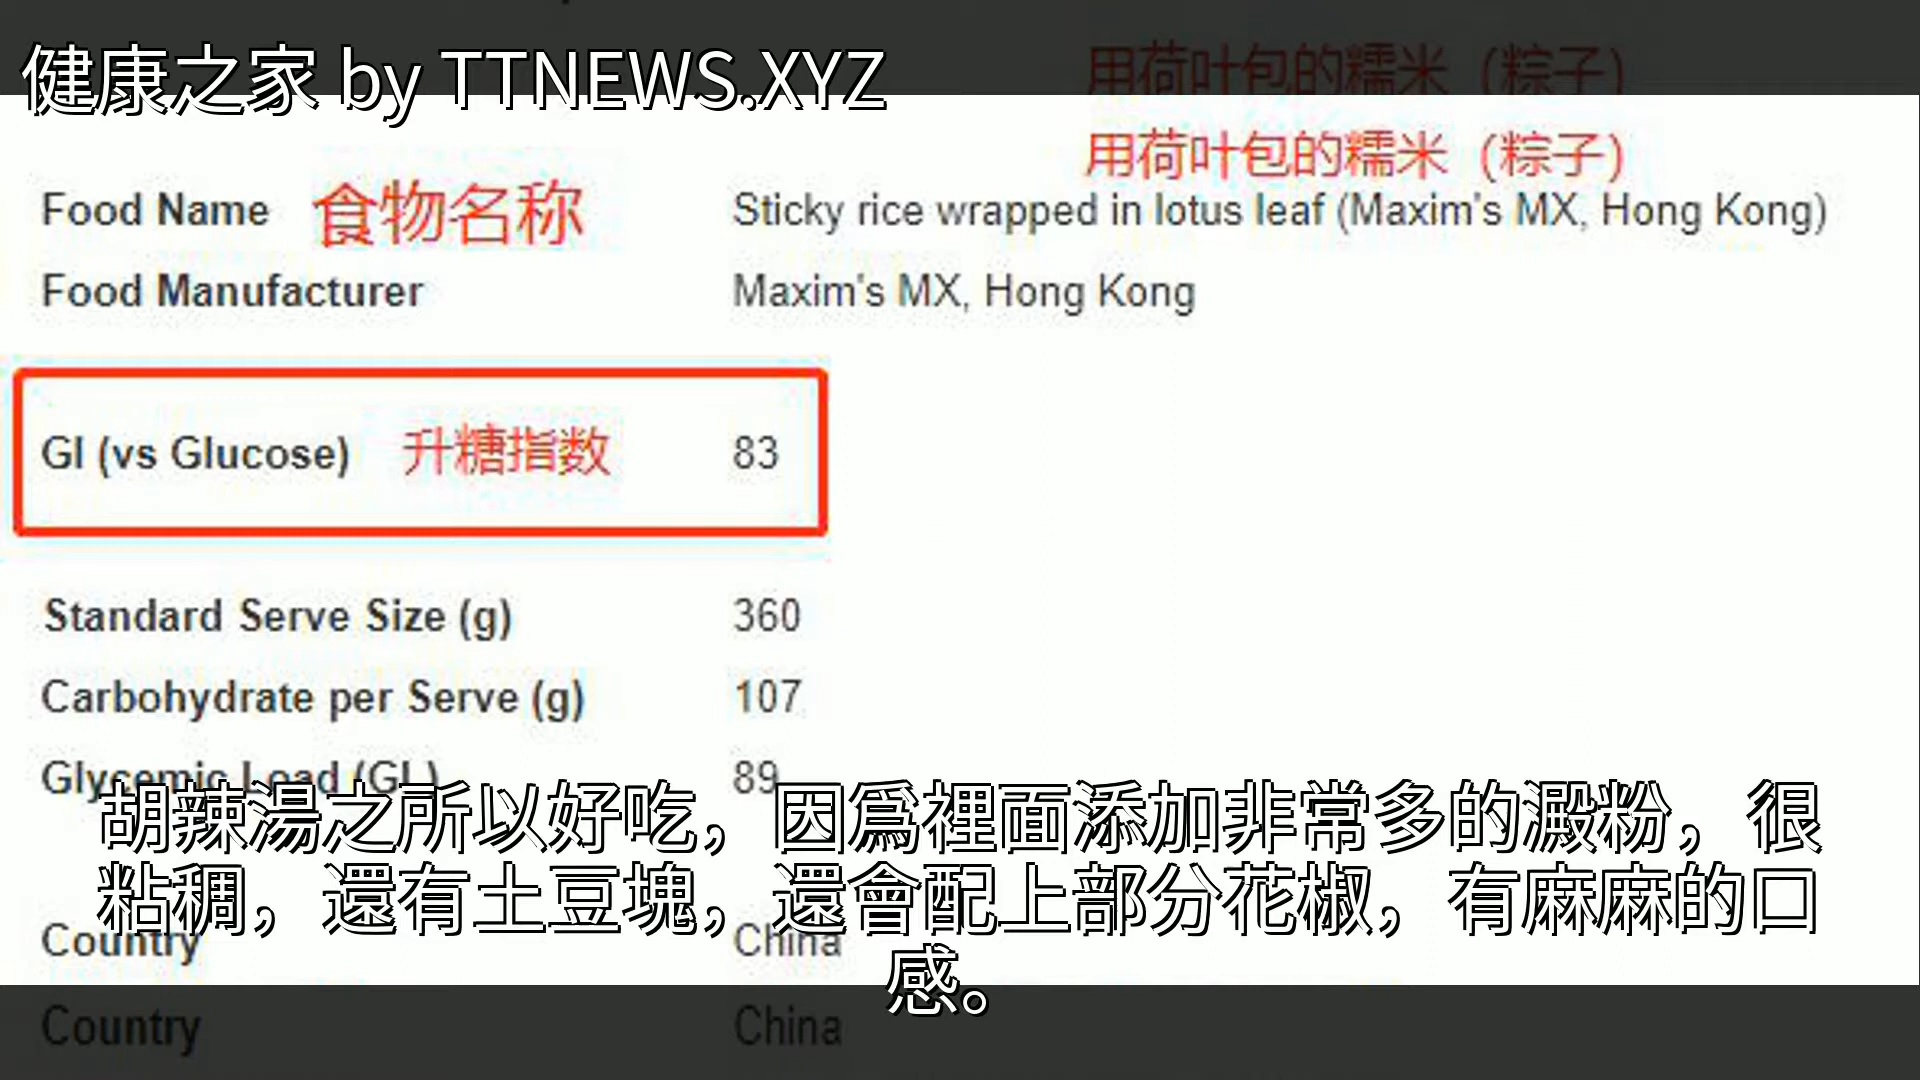 健康之家 by TTNEWS.XYZ
用荷叶包的糯米（粽子）
用荷叶包的糯米（粽子）
Food Name 食物名称 Sticky rice wrapped in lotus leaf (Maxim's MX, Hong Kong)
Food Manufacturer Maxim's MX, Hong Kong
GI (vs Glucose) 升糖指数 83
Standard Serve Size (g) 360
Carbohydrate per Serve (g) 107
Glycemic Load (GL) 89
胡辣湯之所以好吃，因爲裡面添加非常多的澱粉，很
粘稠，還有土豆塊，還會配上部分花椒，有麻麻的口
感。
Country China
Country China